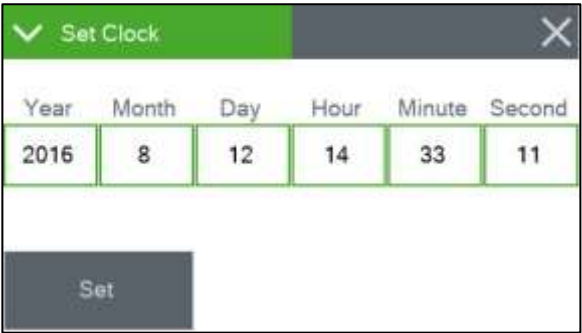 Set Clock
Year Month Day Hour Minute Second
2016 8 12 14 33 11
Set